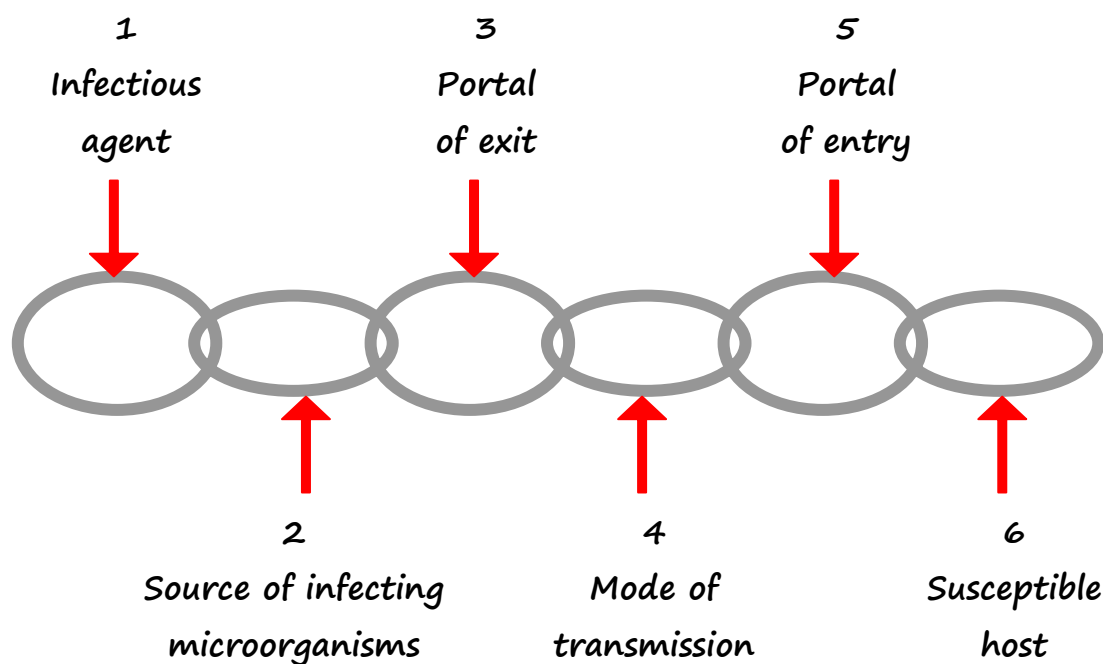 1
Infectious
agent
3
Portal
of exit
5
Portal
of entry
2
Source of infecting
microorganisms
4
Mode of
transmission
6
Susceptible
host